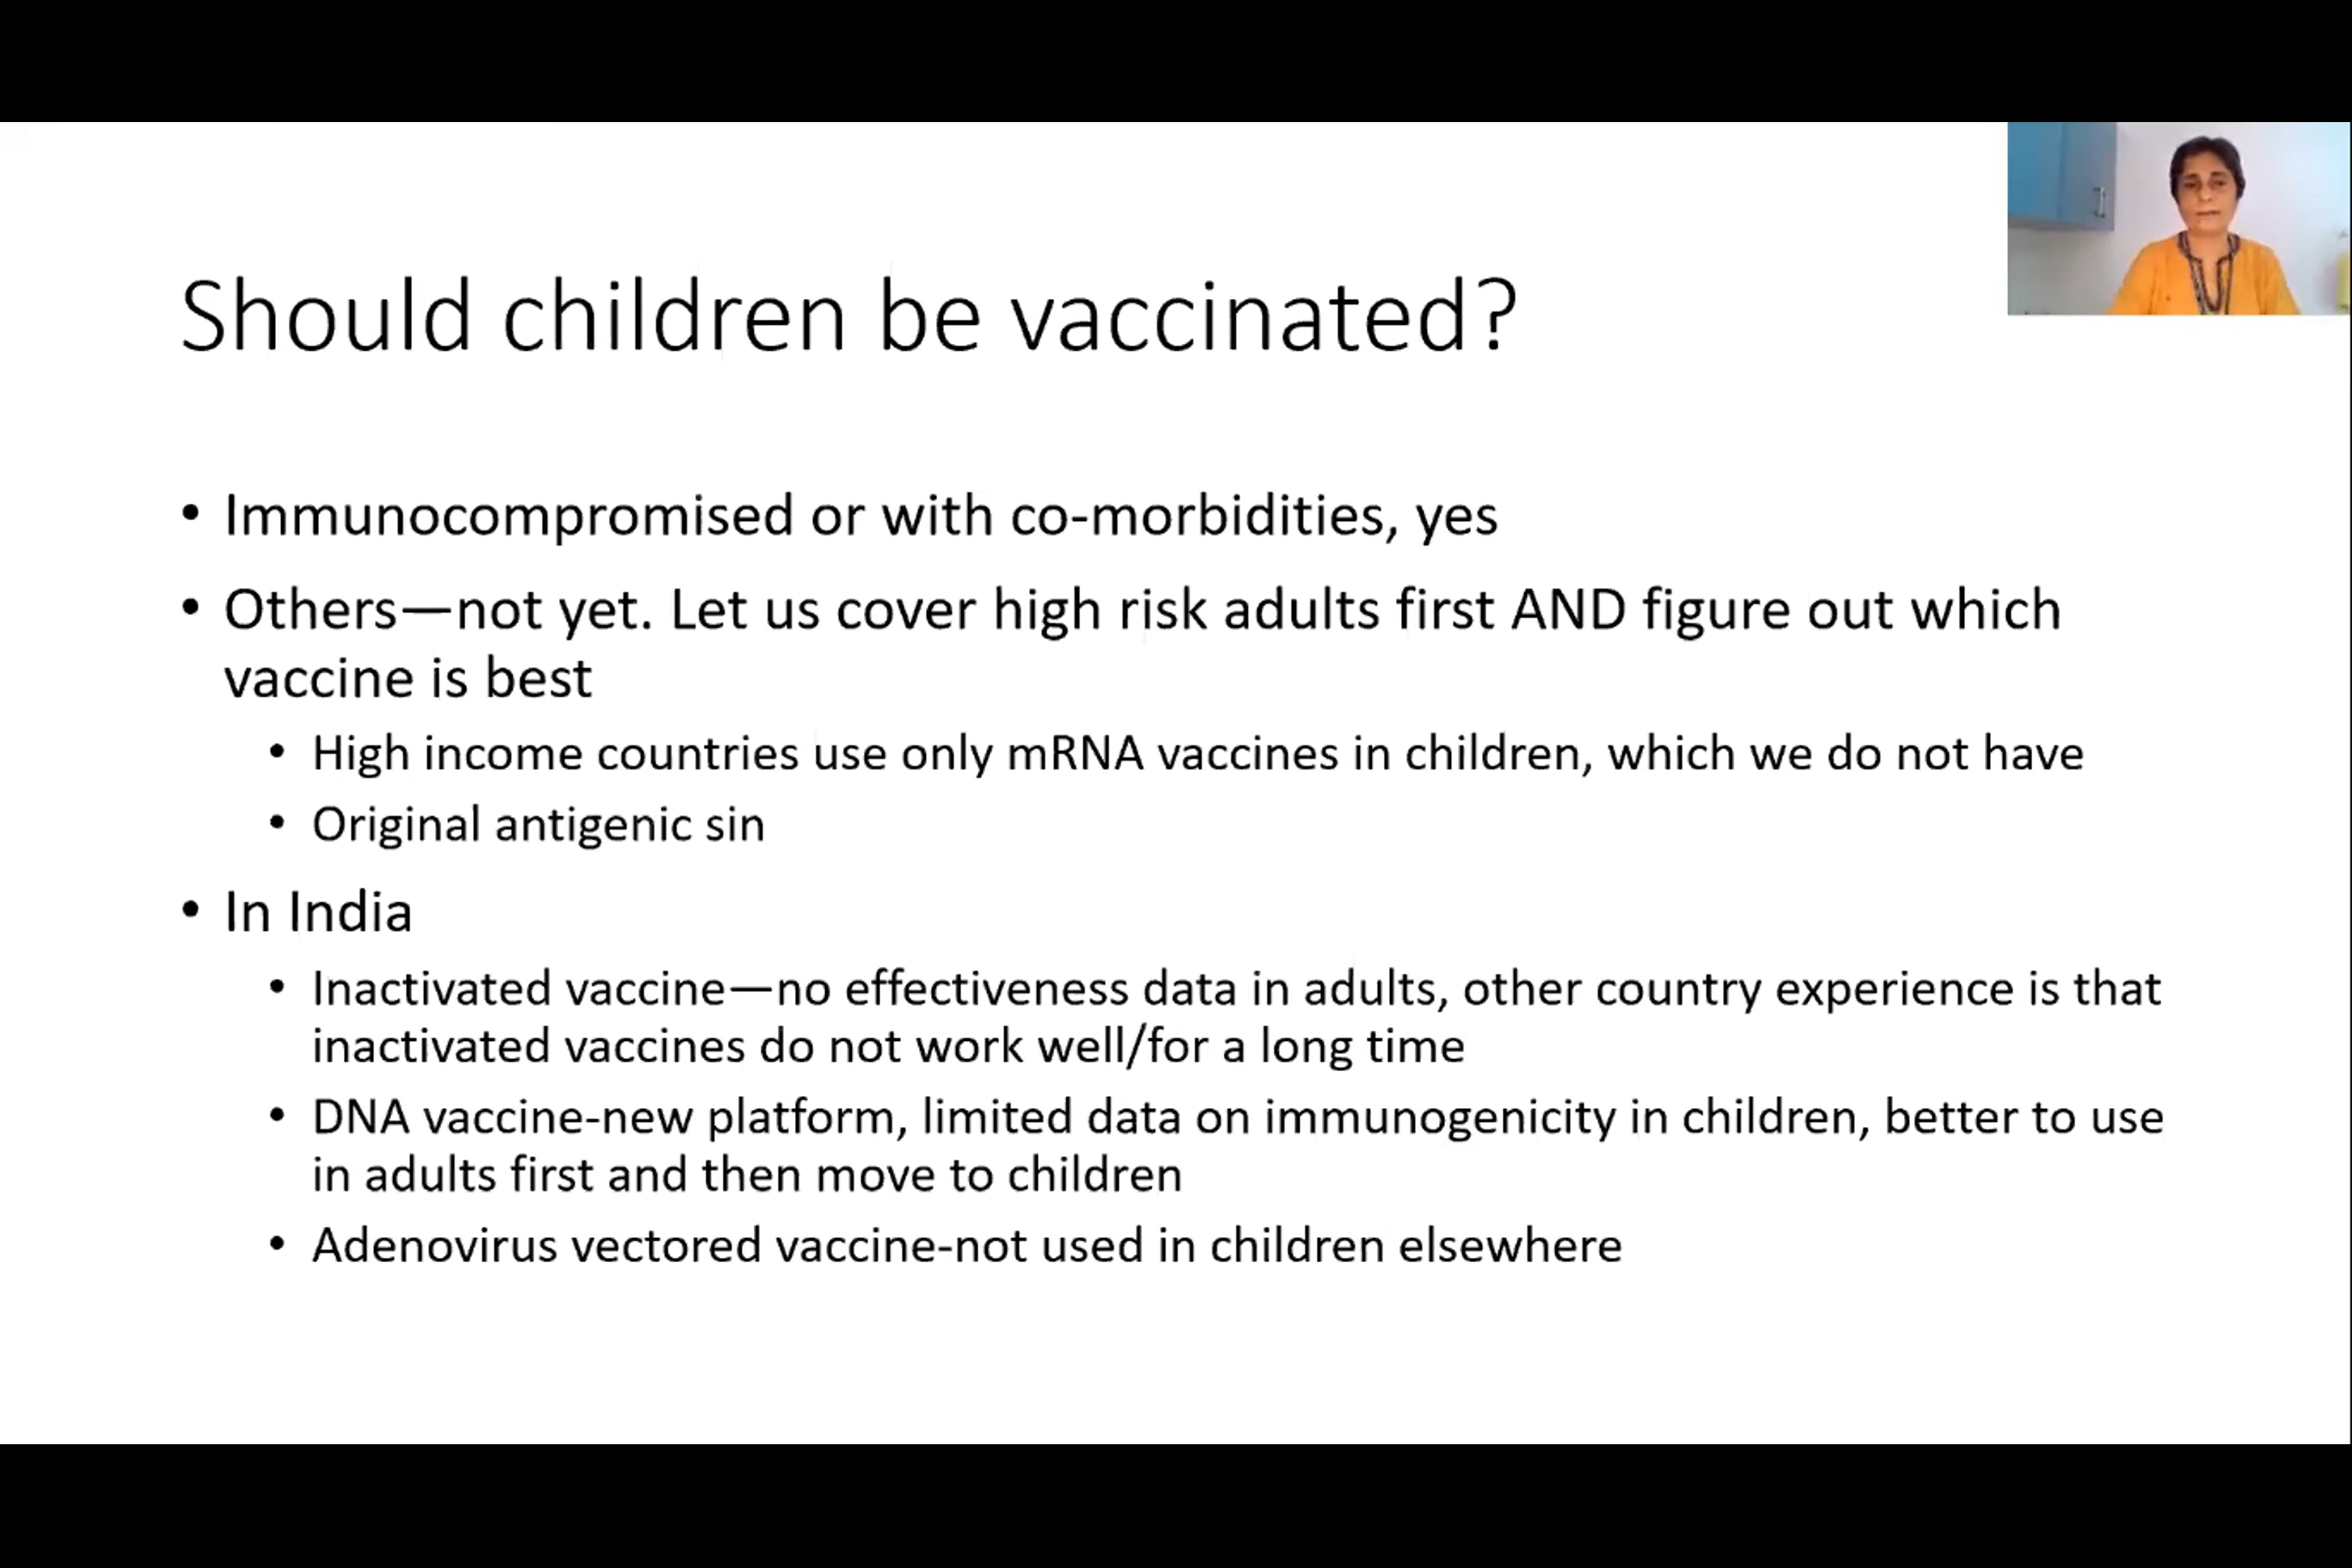 Should children be vaccinated?
• Immunocompromised or with co-morbidities, yes
• Others—not yet. Let us cover high risk adults first AND figure out which
vaccine is best
• High income countries use only mRNA vaccines in children, which we do not have
• Original antigenic sin
• In India
• Inactivated vaccine—no effectiveness data in adults, other country experience is that
inactivated vaccines do not work well/for a long time
• DNA vaccine-new platform, limited data on immunogenicity in children, better to use
in adults first and then move to children
• Adenovirus vectored vaccine-not used in children elsewhere